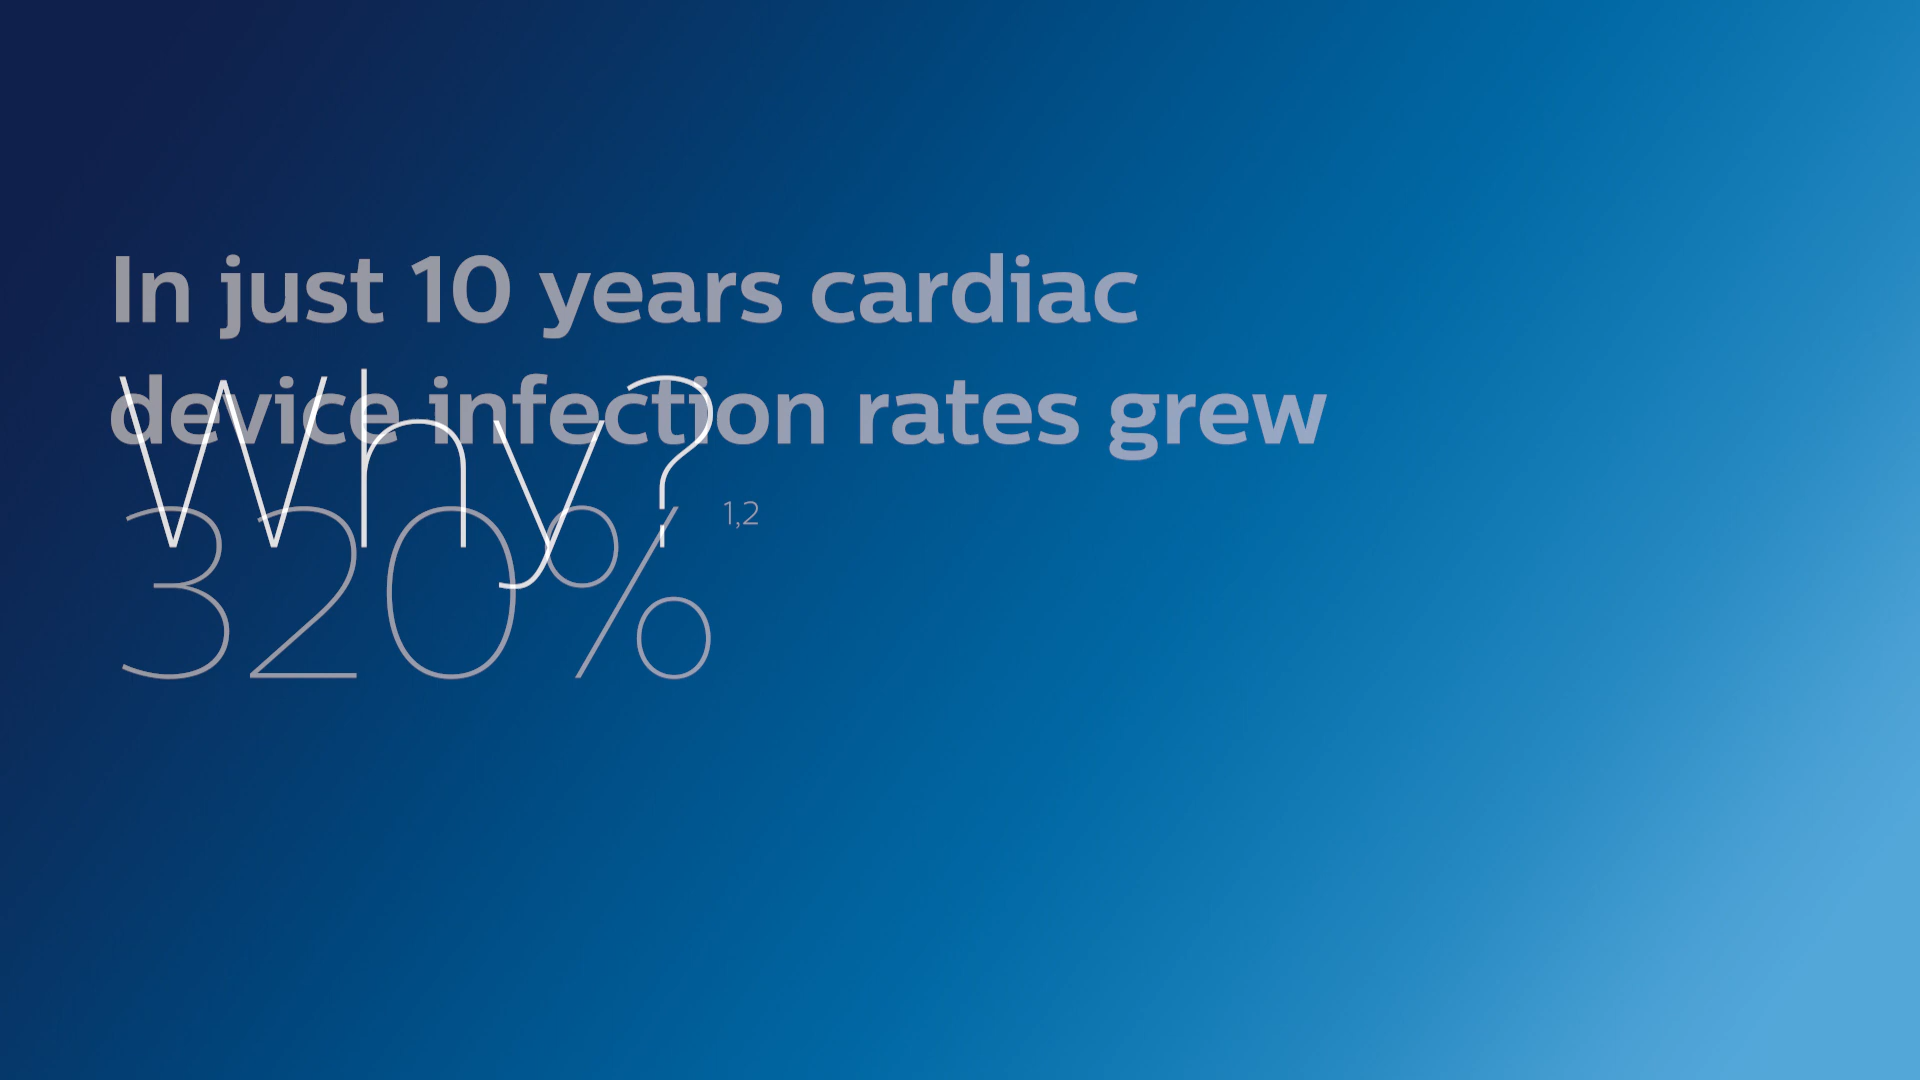 In just 10 years cardiac
device infection rates grew
Why?
320% 1,2